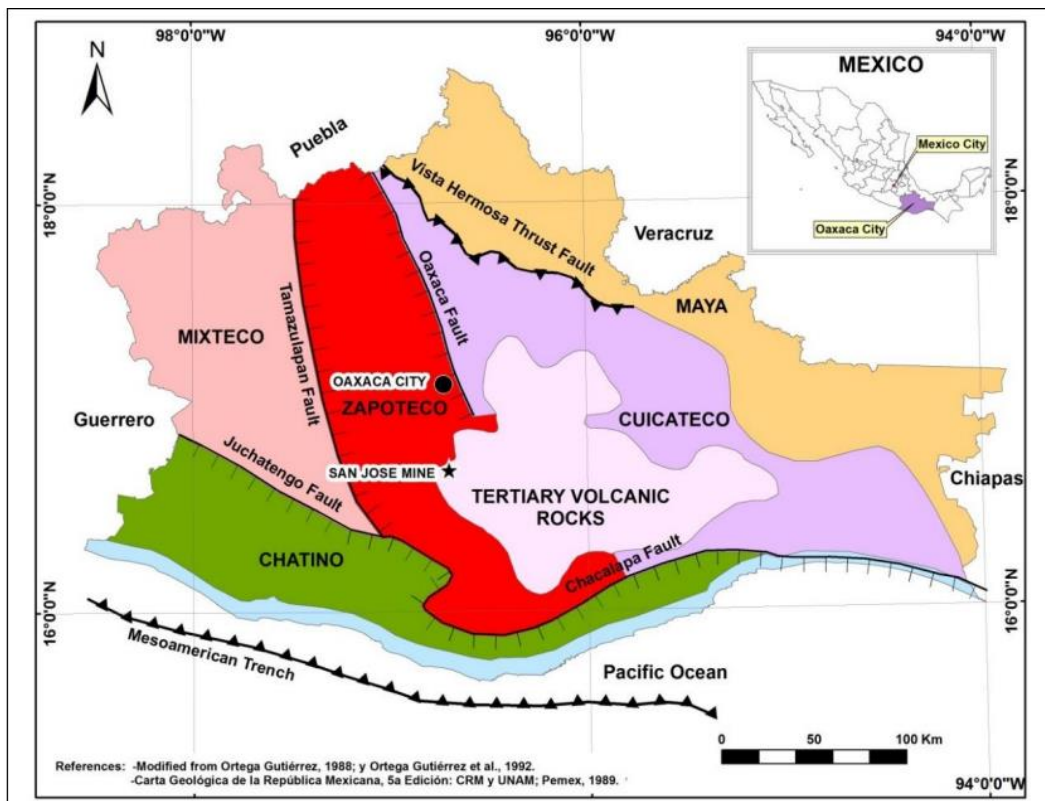 98°0'0"W
96°0'0"W
94°0'0"W
N
MEXICO
Mexico City
Oaxaca City
Puebla
Vista Hermosa Thrust Fault
18°0'0"N
18°0'0"N
Veracruz
Oaxaca Fault
MAYA
Tamazulapan Fault
MIXTECO
OAXACA CITY
ZAPOTECO
CUICATECO
Guerrero
Juchatengo Fault
SAN JOSE MINE
Chiapas
TERTIARY VOLCANIC
ROCKS
CHATINO
Chacalapa Fault
16°0'0"N
16°0'0"N
Mesoamerican Trench
Pacific Ocean
0 50 100 Km
References: -Modified from Ortega Gutiérrez, 1988; y Ortega Gutiérrez et al., 1992.
-Carta Geológica de la República Mexicana, 5a Edición: CRM y UNAM; Pemex, 1989.
94°0'0"W